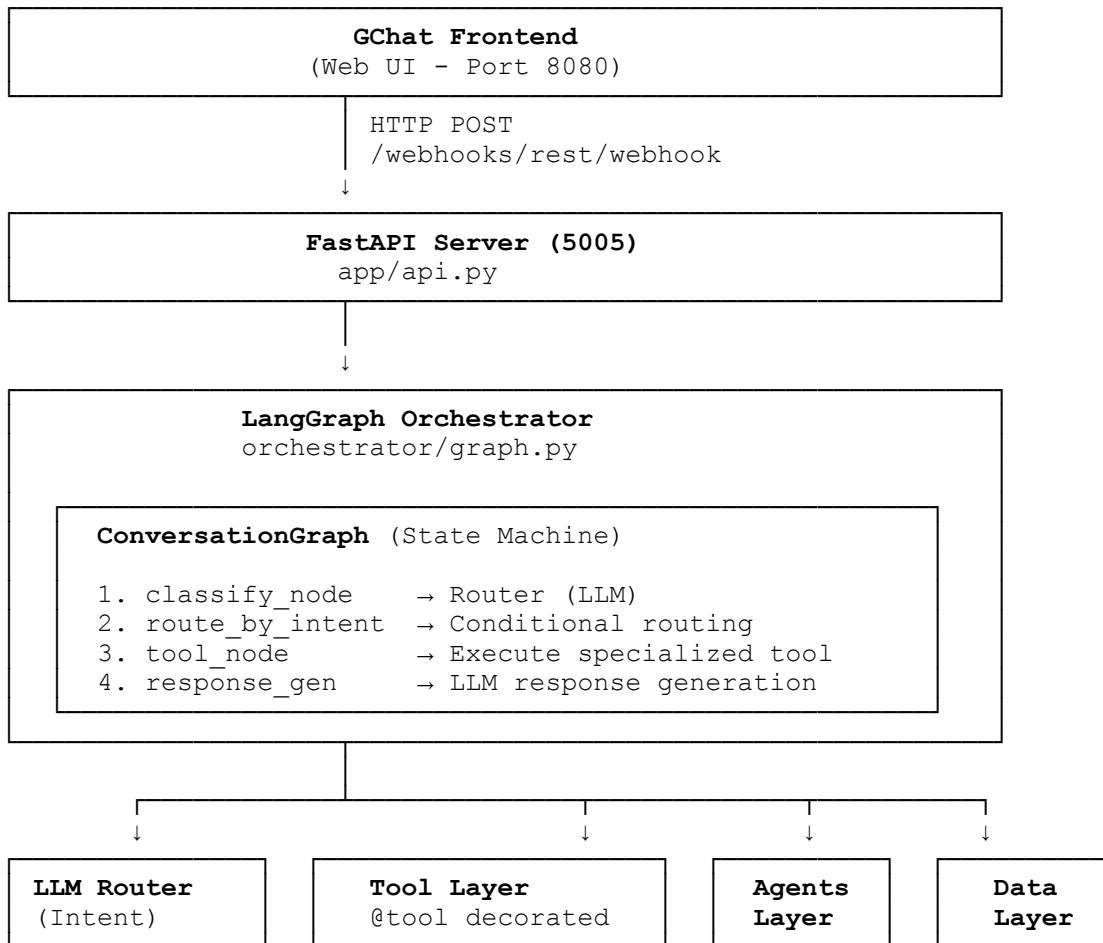 GChat Frontend
(Web UI - Port 8080)
HTTP POST
/webhooks/rest/webhook
↓
FastAPI Server (5005)
app/api.py
↓
LangGraph Orchestrator
orchestrator/graph.py
ConversationGraph (State Machine)
1. classify_node → Router (LLM)
2. route_by_intent → Conditional routing
3. tool_node → Execute specialized tool
4. response_gen → LLM response generation
↓ ↓ ↓ ↓
LLM Router Tool Layer Agents Data
(Intent) @tool decorated Layer Layer